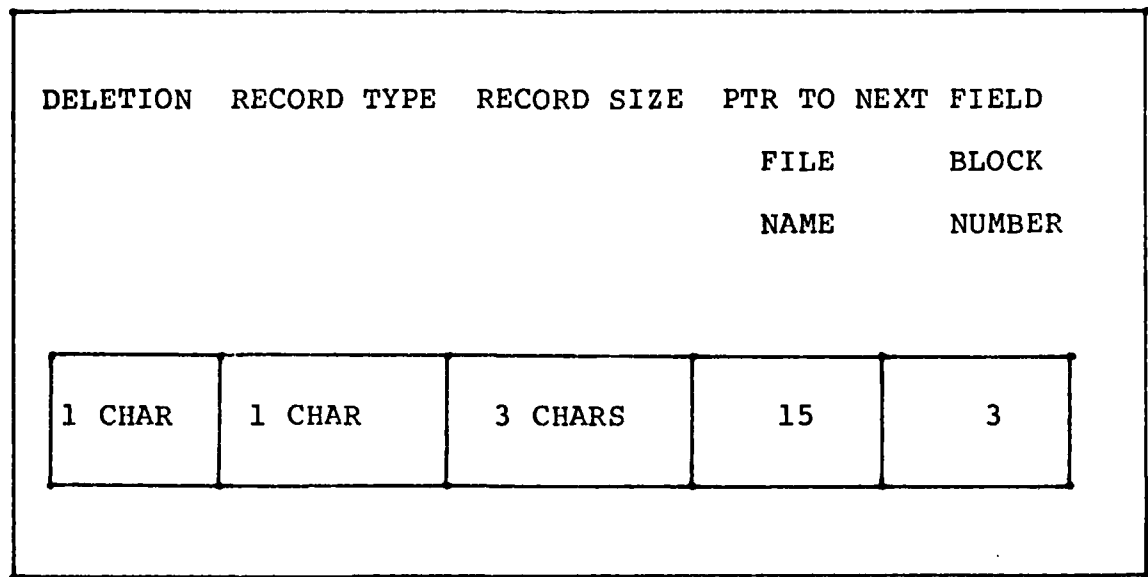 DELETION RECORD TYPE RECORD SIZE PTR TO NEXT FIELD
FILE BLOCK
NAME NUMBER
1 CHAR 1 CHAR 3 CHARS 15 3